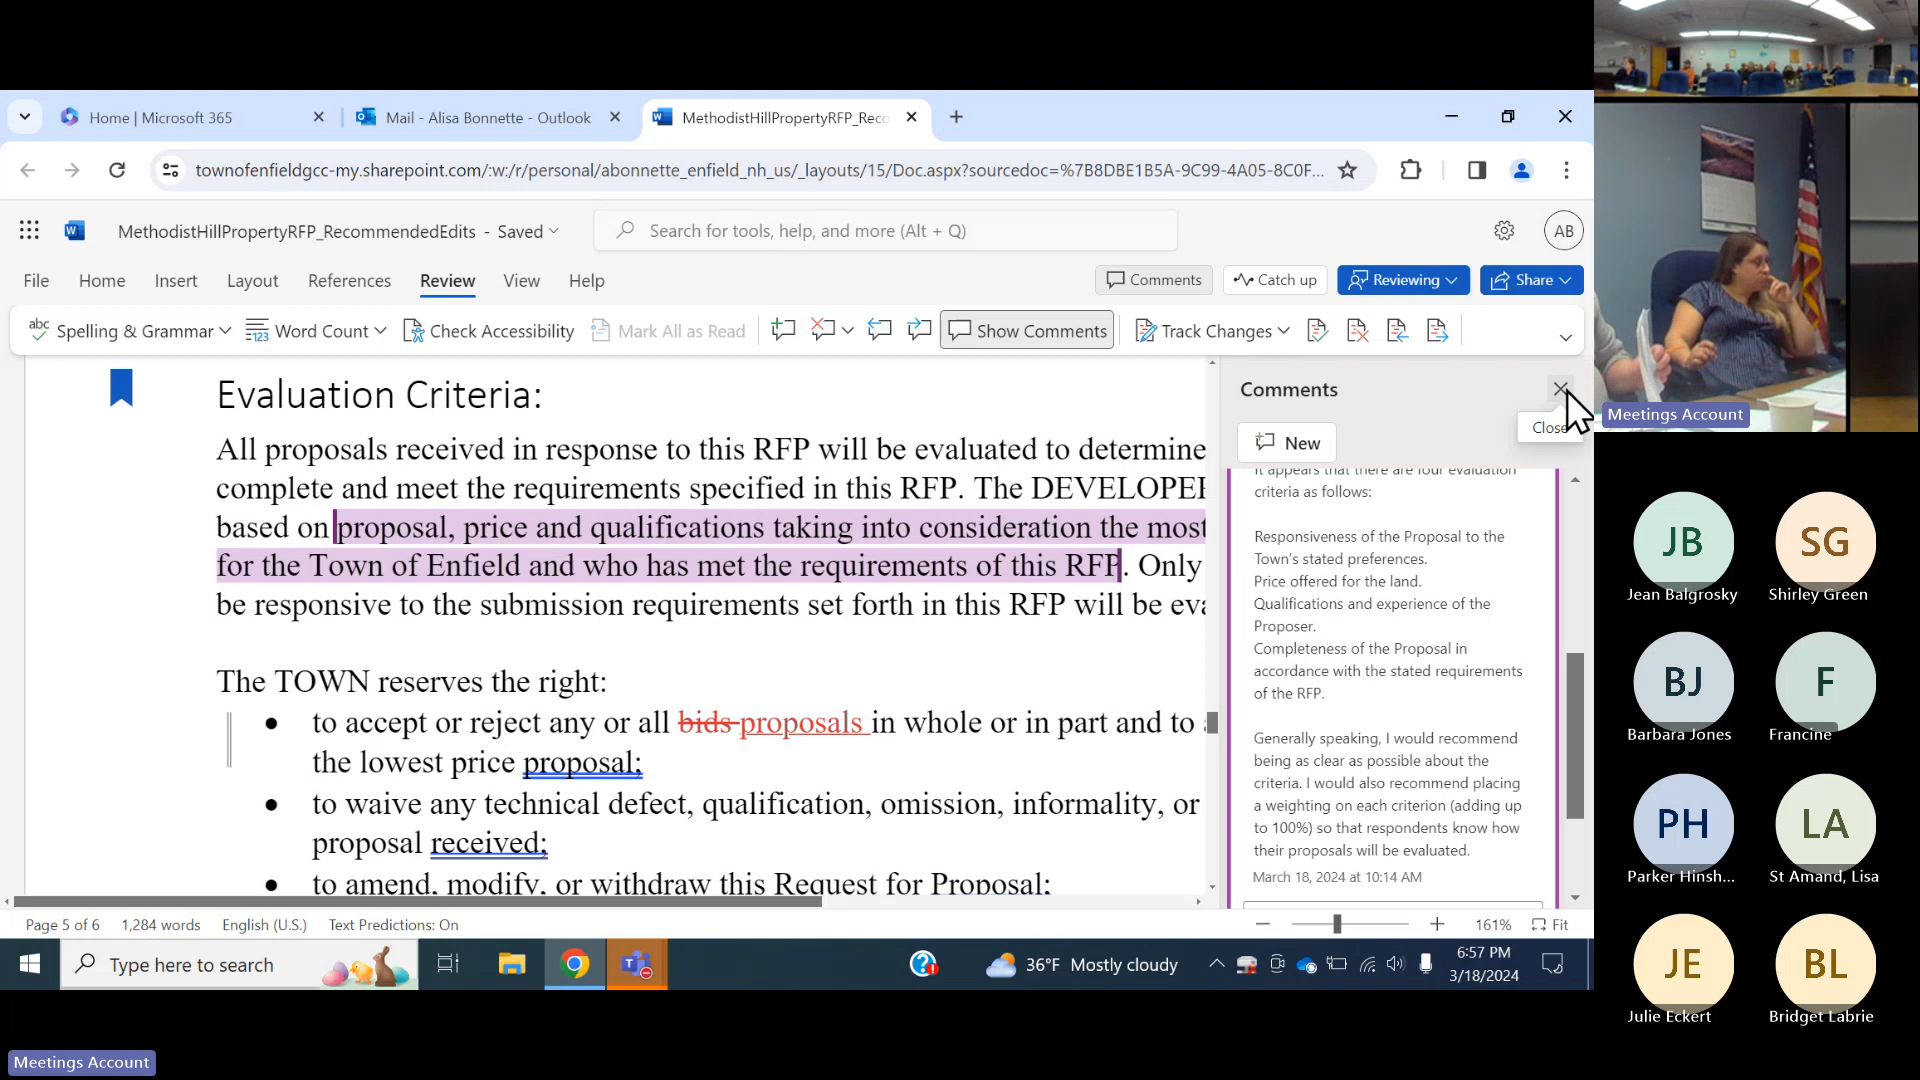 Home | Microsoft 365
Mail - Alisa Bonnette - Outlook
MethodistHillPropertyRFP_Reco
townofenfieldgcc-my.sharepoint.com/:w:/r/personal/abonnette_enfield_nh_us/_layouts/15/Doc.aspx?sourcedoc=%7B8DBE1B5A-9C99-4A05-8C0F...
MethodistHillPropertyRFP_RecommendedEdits - Saved
Search for tools, help, and more (Alt + Q)
AB
File Home Insert Layout References Review View Help
Comments Catch up Reviewing Share
abc Spelling & Grammar 123 Word Count Check Accessibility Mark All as Read Show Comments Track Changes
Evaluation Criteria:
All proposals received in response to this RFP will be evaluated to determine
complete and meet the requirements specified in this RFP. The DEVELOPER
based on proposal, price and qualifications taking into consideration the most
for the Town of Enfield and who has met the requirements of this RFP. Only
be responsive to the submission requirements set forth in this RFP will be eva
The TOWN reserves the right:
• to accept or reject any or all bids proposals in whole or in part and to
the lowest price proposal;
• to waive any technical defect, qualification, omission, informality, or
proposal received;
• to amend, modify, or withdraw this Request for Proposal;
Comments
Close
New
It appears that there are four evaluation
criteria as follows:
Responsiveness of the Proposal to the
Town's stated preferences.
Price offered for the land.
Qualifications and experience of the
Proposer.
Completeness of the Proposal in
accordance with the stated requirements
of the RFP.
Generally speaking, I would recommend
being as clear as possible about the
criteria. I would also recommend placing
a weighting on each criterion (adding up
to 100%) so that respondents know how
their proposals will be evaluated.
March 18, 2024 at 10:14 AM
Page 5 of 6 1,284 words English (U.S.) Text Predictions: On
161% Fit
Type here to search
36°F Mostly cloudy
6:57 PM
3/18/2024
Meetings Account
Meetings Account
JB
Jean Balgrosky
SG
Shirley Green
BJ
Barbara Jones
F
Francine
PH
Parker Hinsh...
LA
St Amand, Lisa
JE
Julie Eckert
BL
Bridget Labrie